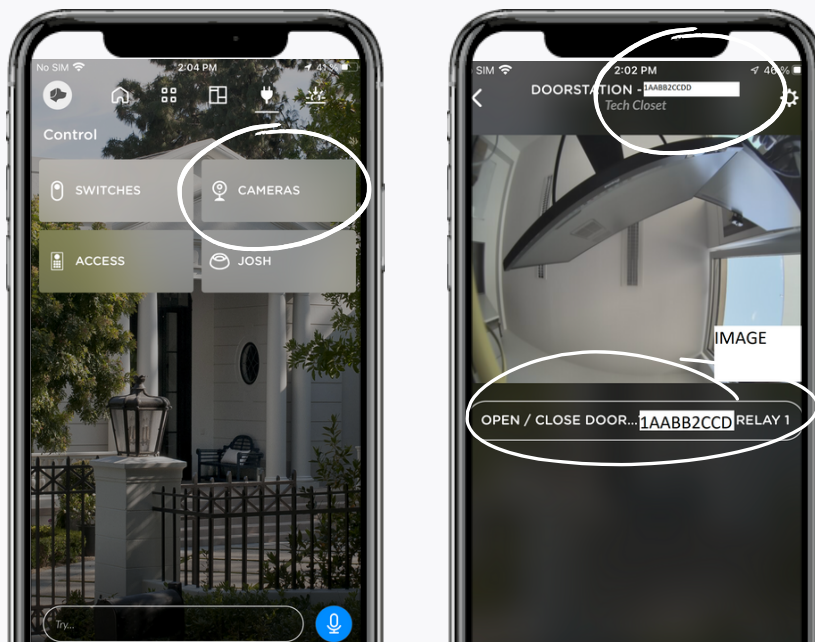 No SIM 2:04 PM 41%
Control
SWITCHES
CAMERAS
ACCESS
JOSH
Try...
SIM 2:02 PM 46%
DOORSTATION - 1AABB2CCDD
Tech Closet
IMAGE
OPEN / CLOSE DOOR... 1AABB2CCD RELAY 1